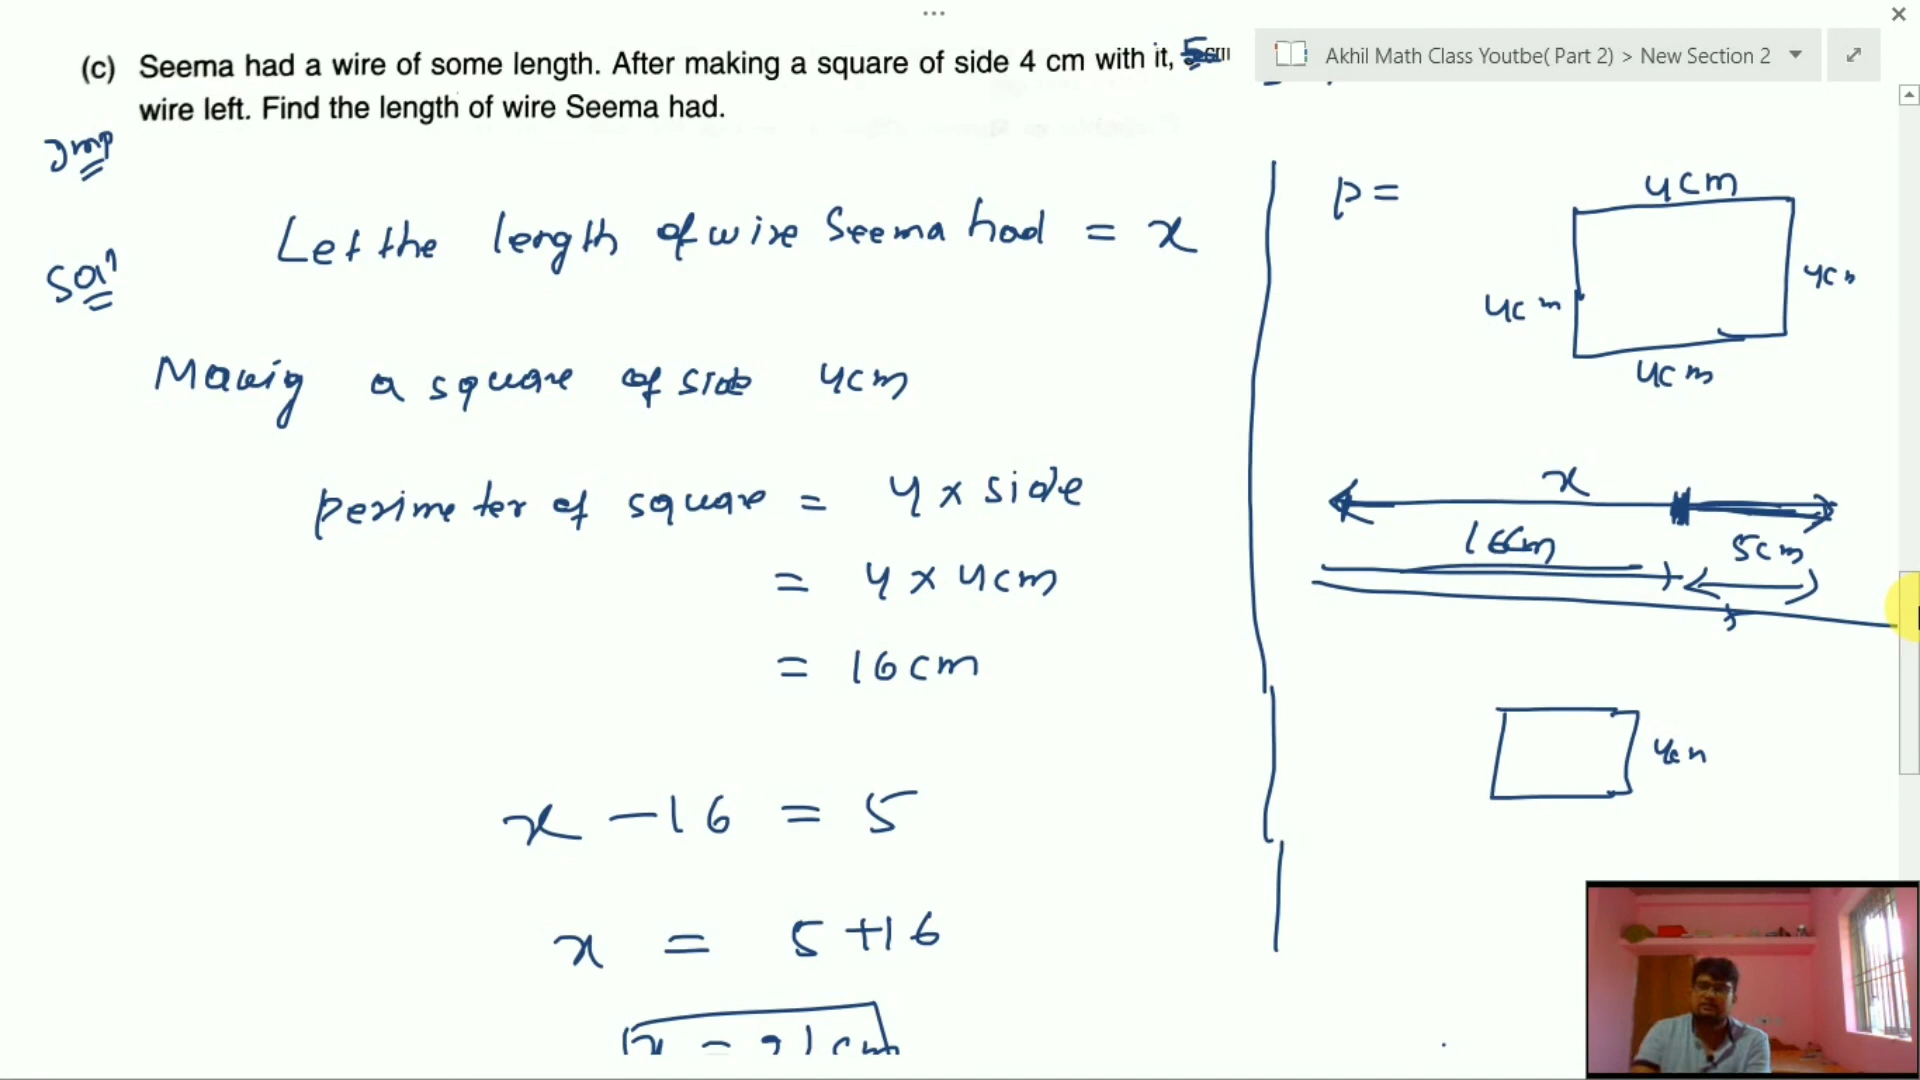 (c) Seema had a wire of some length. After making a square of side 4 cm with it, 5 cm
wire left. Find the length of wire Seema had.
Akhil Math Class Youtbe( Part 2) > New Section 2
Imp
Sol
Let the length of wire Seema had = x
Making a square of side 4cm
perimeter of square = 4 x side
= 4 x 4cm
= 16cm
x - 16 = 5
x = 5 + 16
x = 21cm
P =
4cm
4cm
4cm
4cm
x
16cm
5cm
4cm